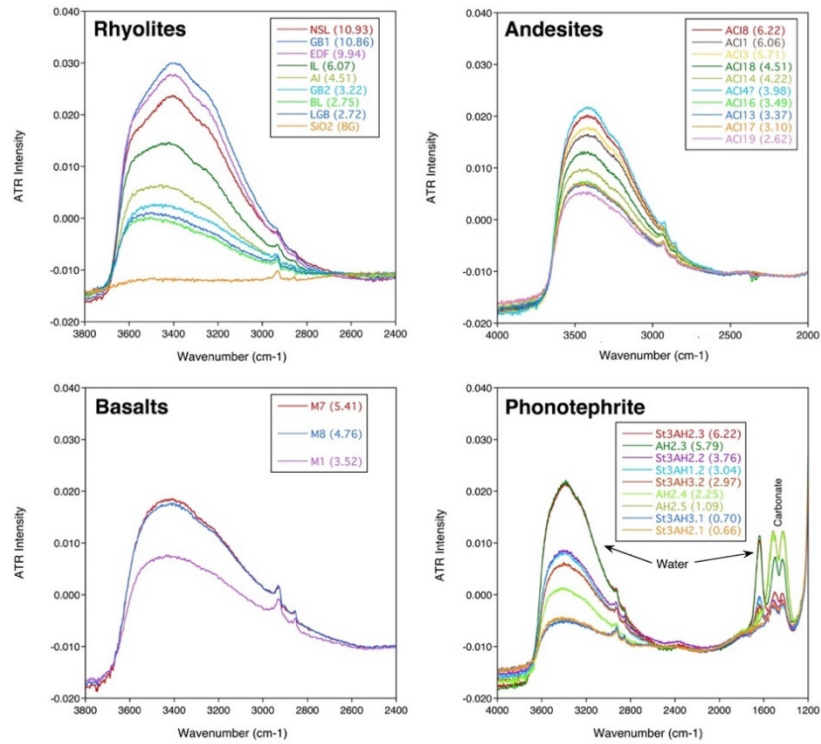 Rhyolites
NSL (10.93)
GB1 (10.86)
EDF (9.94)
IL (6.07)
AI (4.51)
GB2 (3.22)
BL (2.75)
LGB (2.72)
SiO2 (BG)
ATR Intensity
0.040
0.030
0.020
0.010
0.000
-0.010
-0.020
3800 3600 3400 3200 3000 2800 2600 2400
Wavenumber (cm-1)
Andesites
ACI8 (6.22)
ACI1 (6.06)
ACI3 (5.71)
ACI18 (4.51)
ACI14 (4.22)
ACI4? (3.98)
ACI16 (3.49)
ACI13 (3.37)
ACI17 (3.10)
ACI19 (2.62)
ATR Intensity
0.040
0.030
0.020
0.010
0.000
-0.010
-0.020
4000 3500 3000 2500 2000
Wavenumber (cm-1)
Basalts
M7 (5.41)
M8 (4.76)
M1 (3.52)
ATR Intensity
0.040
0.030
0.020
0.010
0.000
-0.010
-0.020
3800 3600 3400 3200 3000 2800 2600 2400
Wavenumber (cm-1)
Phonotephrite
St3AH2.3 (6.22)
AH2.3 (5.79)
St3AH2.2 (3.76)
St3AH1.2 (3.04)
St3AH3.2 (2.97)
AH2.4 (2.25)
AH2.5 (1.09)
St3AH3.1 (0.70)
St3AH2.1 (0.66)
Water
Carbonate
ATR Intensity
0.040
0.030
0.020
0.010
0.000
-0.010
-0.020
4000 3600 3200 2800 2400 2000 1600 1200
Wavenumber (cm-1)